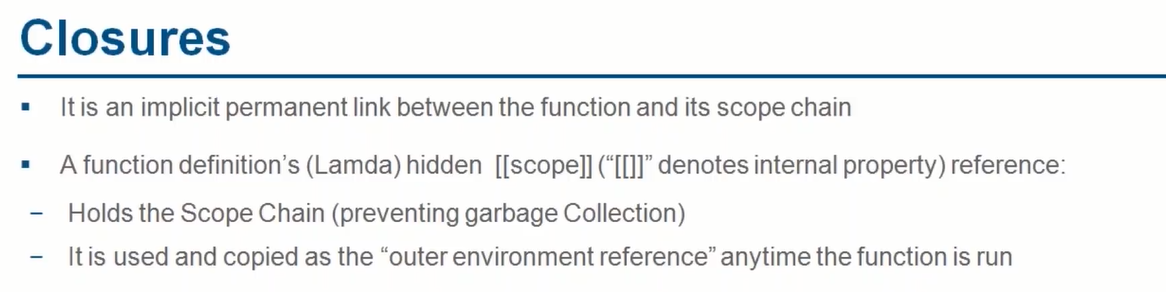 Closures
▪ It is an implicit permanent link between the function and its scope chain
▪ A function definition's (Lamda) hidden [[scope]] (“[[]]” denotes internal property) reference:
– Holds the Scope Chain (preventing garbage Collection)
– It is used and copied as the “outer environment reference” anytime the function is run